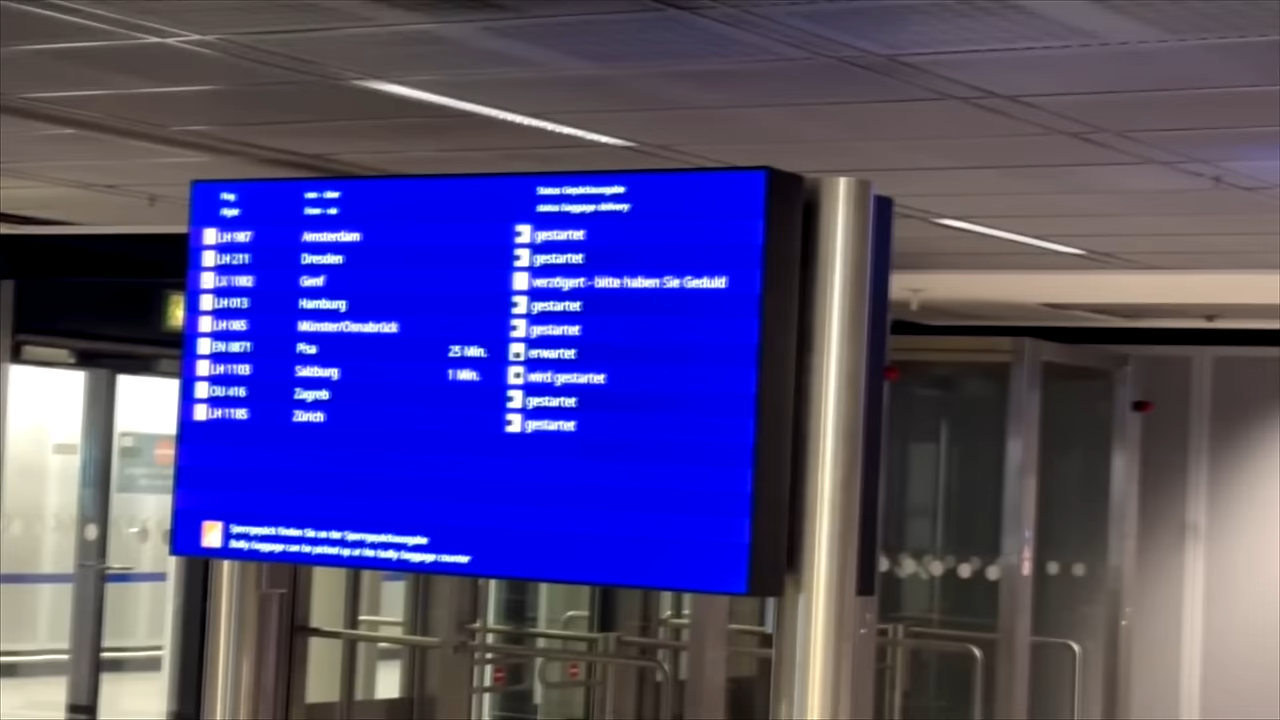 Flug von - über Status Gepäckausgabe
flight from - via status baggage delivery
LH 987 Amsterdam gestartet
LH 211 Dresden gestartet
LX 1082 Genf verzögert - bitte haben Sie Geduld
LH 013 Hamburg gestartet
LH 085 Münster/Osnabrück gestartet
EN 8871 Pisa 25 Min. erwartet
LH 1103 Salzburg 1 Min. wird gestartet
OU 416 Zagreb gestartet
LH 1185 Zürich gestartet
Sperrgepäck finden Sie an der Sperrgepäckausgabe
Bulky baggage can be picked up at the bulky baggage counter